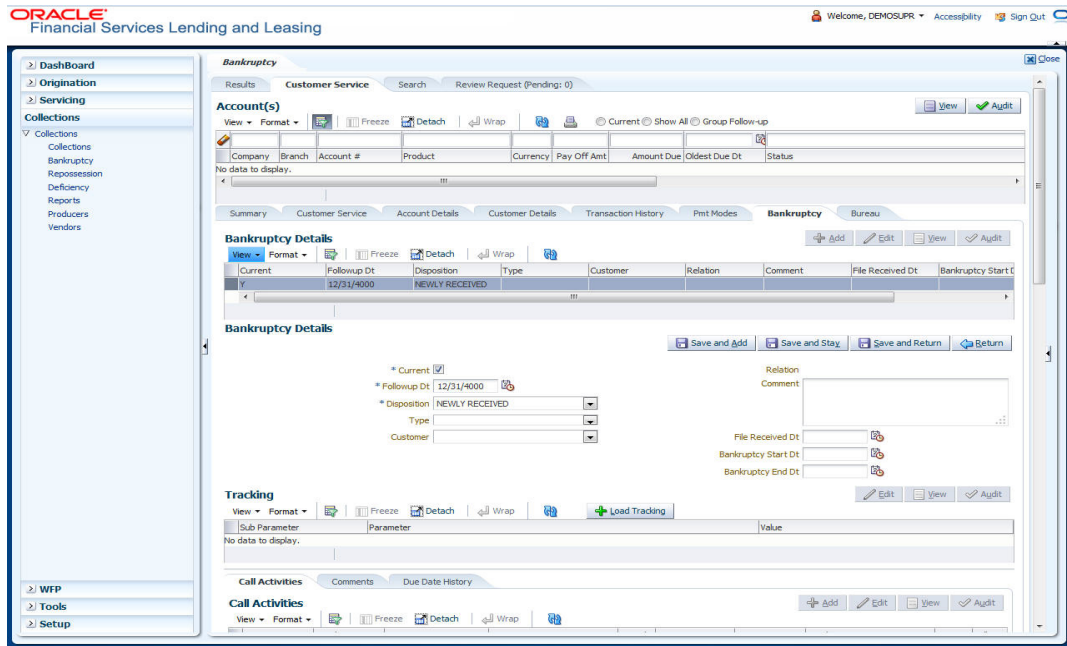 ORACLE
Financial Services Lending and Leasing
Welcome, DEMOSUPR Accessibility Sign Out
Close
DashBoard
Origination
Servicing
Collections
Collections
Collections
Bankruptcy
Repossession
Deficiency
Reports
Producers
Vendors
WFP
Tools
Setup
Bankruptcy
Results Customer Service Search Review Request (Pending: 0)
Account(s)
View Audit
View Format Freeze Detach Wrap Current Show All Group Follow-up
Company Branch Account # Product Currency Pay Off Amt Amount Due Oldest Due Dt Status
No data to display.
Summary Customer Service Account Details Customer Details Transaction History Pmt Modes Bankruptcy Bureau
Bankruptcy Details
Add Edit View Audit
View Format Freeze Detach Wrap
Current Followup Dt Disposition Type Customer Relation Comment File Received Dt Bankruptcy Start D
Y 12/31/4000 NEWLY RECEIVED
Bankruptcy Details
Save and Add Save and Stay Save and Return Return
* Current
* Followup Dt 12/31/4000
* Disposition NEWLY RECEIVED
Type
Customer
Relation
Comment
File Received Dt
Bankruptcy Start Dt
Bankruptcy End Dt
Tracking
Edit View Audit
View Format Freeze Detach Wrap Load Tracking
Sub Parameter Parameter Value
No data to display.
Call Activities Comments Due Date History
Call Activities
Add Edit View Audit
View Format Freeze Detach Wrap